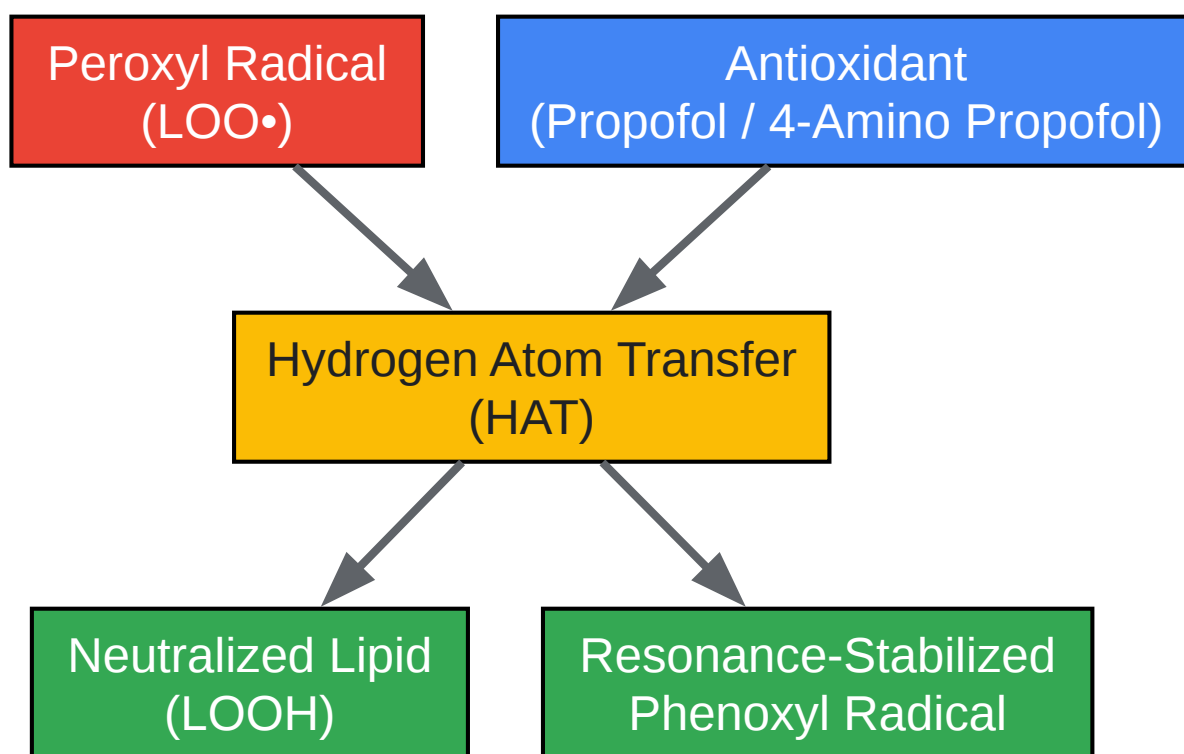 Peroxyl Radical
(LOO•)
Antioxidant
(Propofol / 4-Amino Propofol)
Hydrogen Atom Transfer
(HAT)
Neutralized Lipid
(LOOH)
Resonance-Stabilized
Phenoxyl Radical